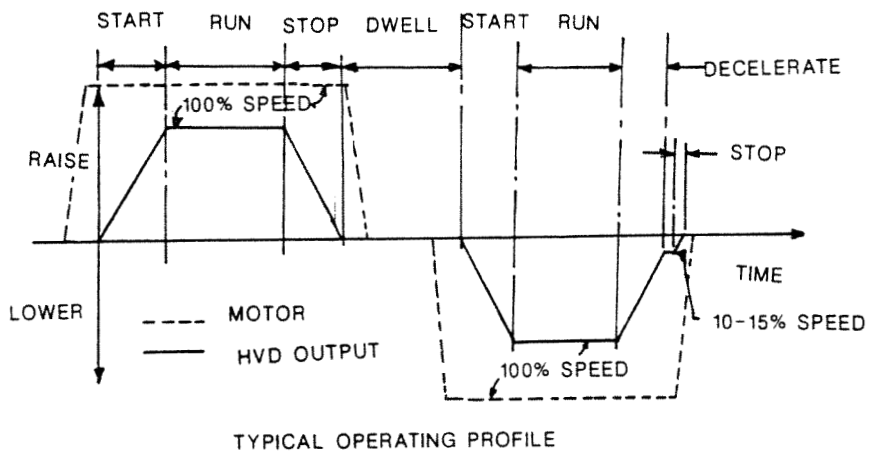 START RUN STOP DWELL START RUN
DECELERATE
100% SPEED
STOP
RAISE
TIME
LOWER
MOTOR
10-15% SPEED
HVD OUTPUT
100% SPEED
TYPICAL OPERATING PROFILE